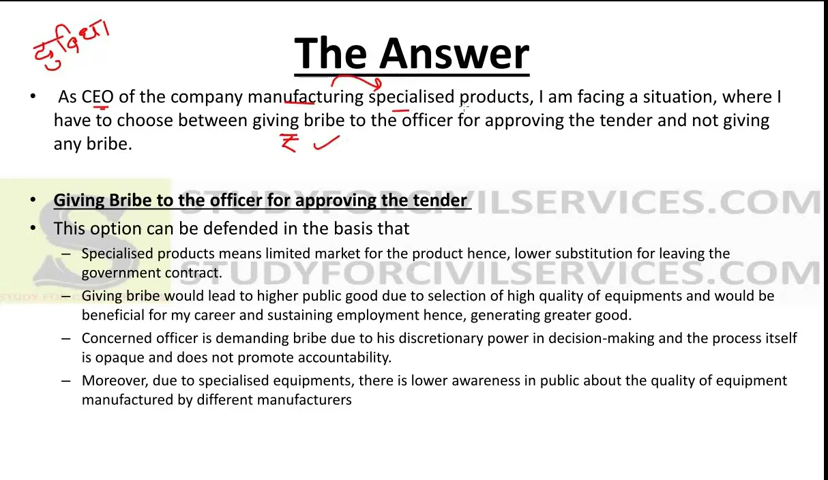 दुविधा
The Answer
• As CEO of the company manufacturing specialised products, I am facing a situation, where I
have to choose between giving bribe to the officer for approving the tender and not giving
any bribe.
₹ ✓
• Giving Bribe to the officer for approving the tender
STUDYFORCIVILSERVICES.COM
• This option can be defended in the basis that
– Specialised products means limited market for the product hence, lower substitution for leaving the
government contract.
STUDYFORCIVILSERVICES.COM
– Giving bribe would lead to higher public good due to selection of high quality of equipments and would be
beneficial for my career and sustaining employment hence, generating greater good.
– Concerned officer is demanding bribe due to his discretionary power in decision-making and the process itself
is opaque and does not promote accountability.
– Moreover, due to specialised equipments, there is lower awareness in public about the quality of equipment
manufactured by different manufacturers